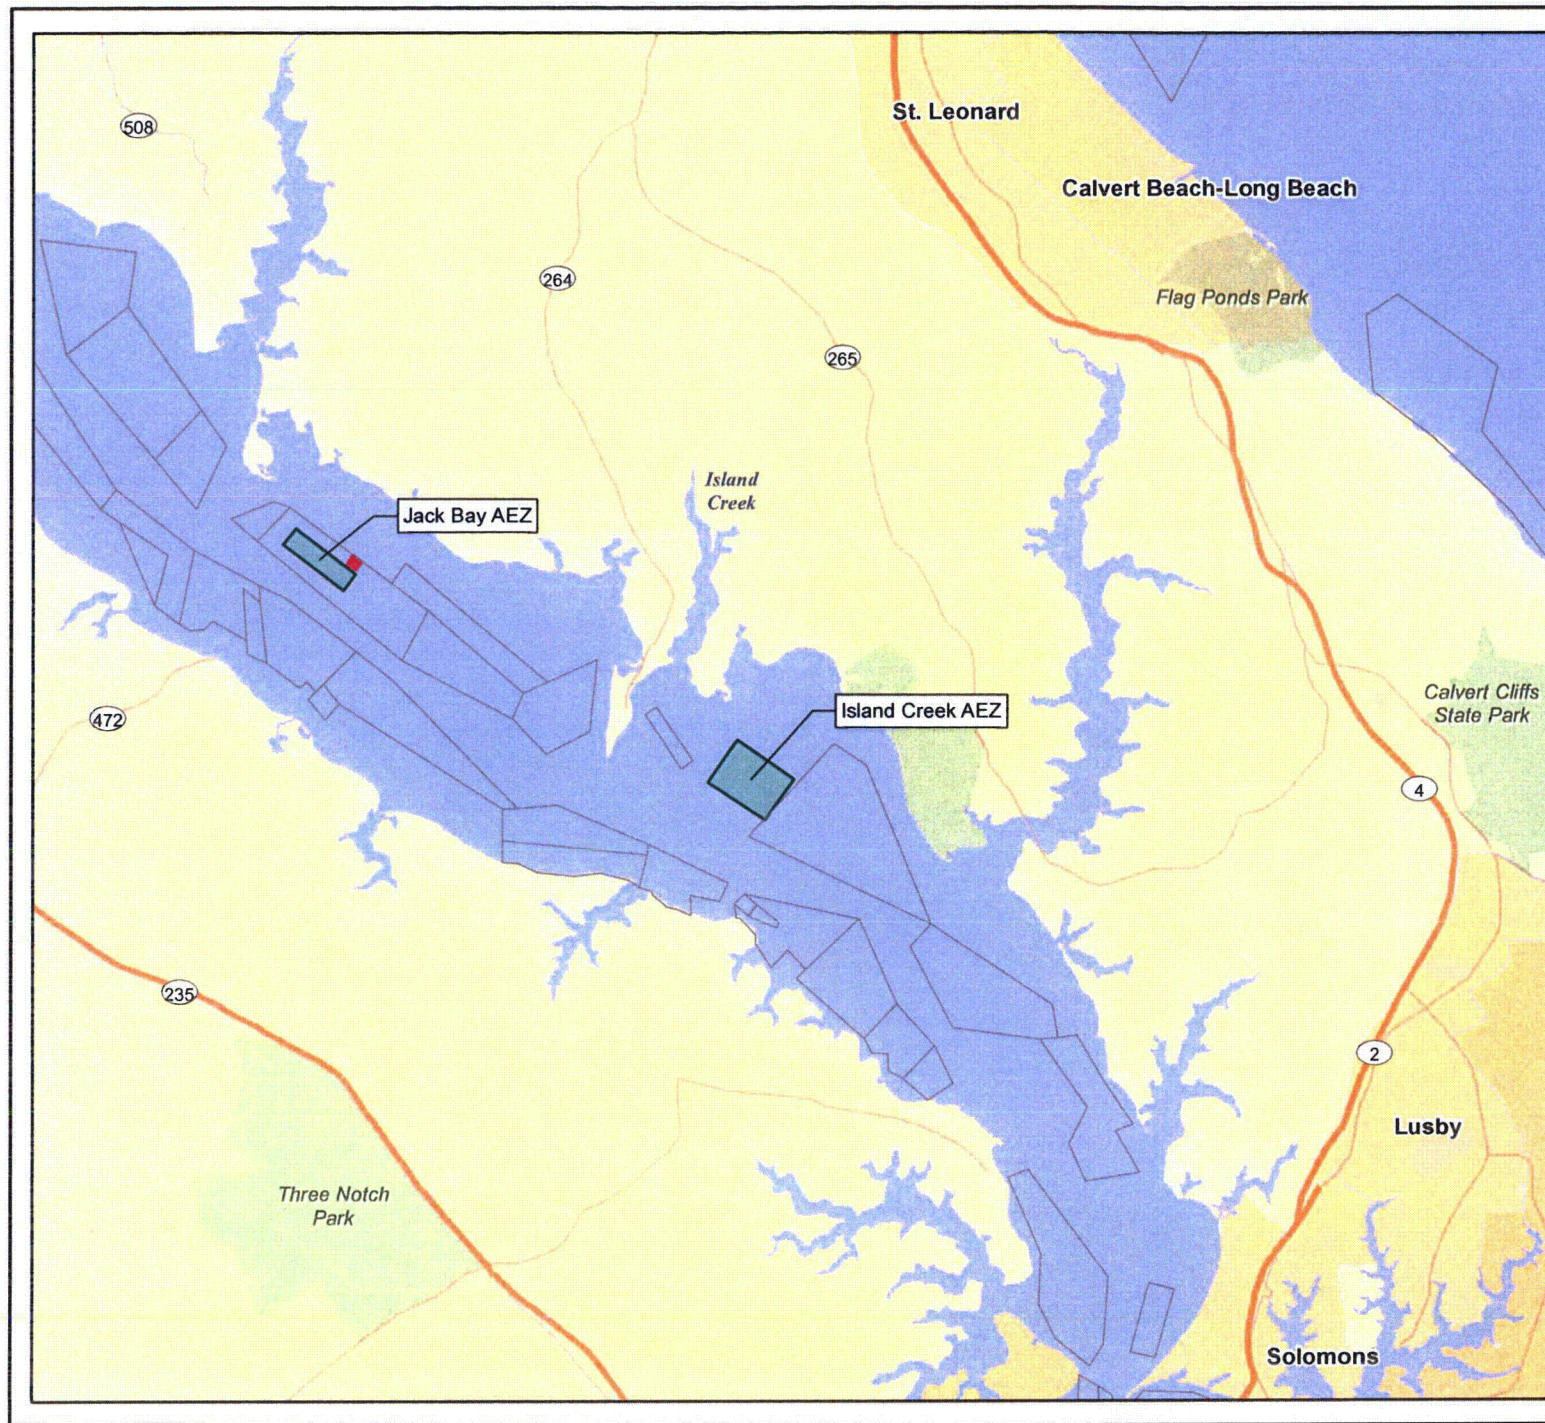 St. Leonard
508
Calvert Beach-Long Beach
264
Flag Ponds Park
265
Island
Creek
Jack Bay AEZ
Calvert Cliffs
State Park
Island Creek AEZ
472
4
235
2
Lusby
Three Notch
Park
Solomons